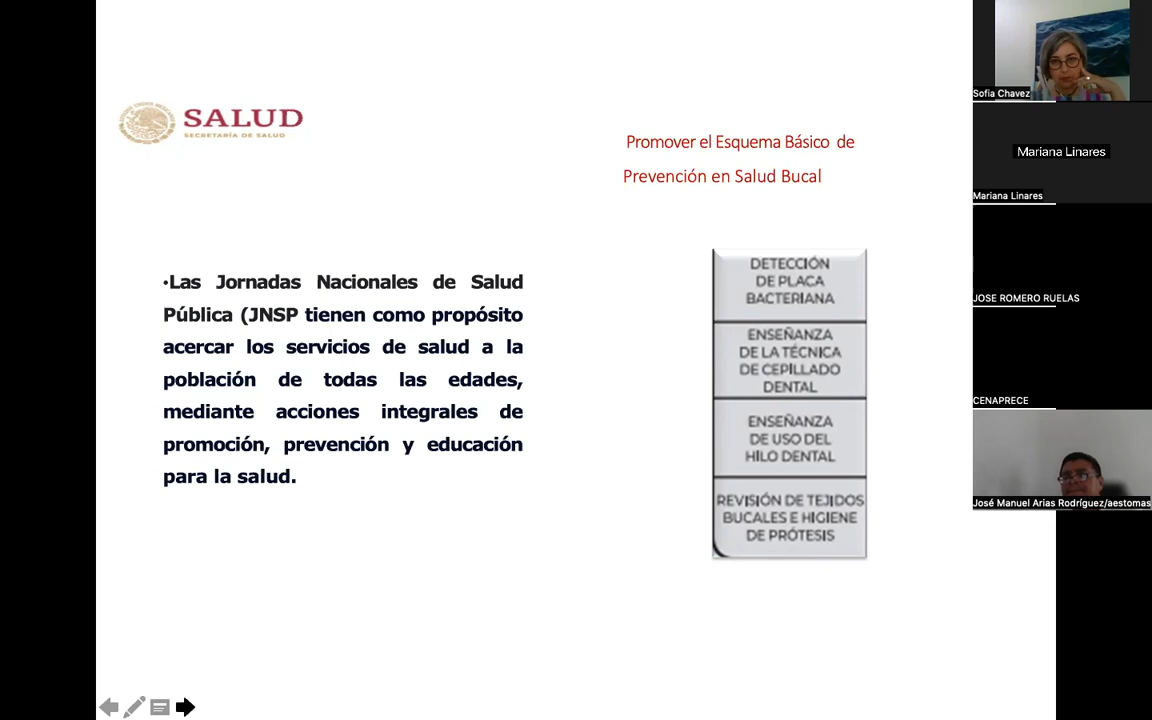 SALUD
SECRETARÍA DE SALUD
Promover el Esquema Básico de
Prevención en Salud Bucal
•Las Jornadas Nacionales de Salud
Pública (JNSP tienen como propósito
acercar los servicios de salud a la
población de todas las edades,
mediante acciones integrales de
promoción, prevención y educación
para la salud.
DETECCIÓN
DE PLACA
BACTERIANA
ENSEÑANZA
DE LA TÉCNICA
DE CEPILLADO
DENTAL
ENSEÑANZA
DE USO DEL
HILO DENTAL
REVISIÓN DE TEJIDOS
BUCALES E HIGIENE
DE PRÓTESIS
Sofia Chavez
Mariana Linares
Mariana Linares
JOSE ROMERO RUELAS
CENAPRECE
José Manuel Arias Rodríguez/aestomas